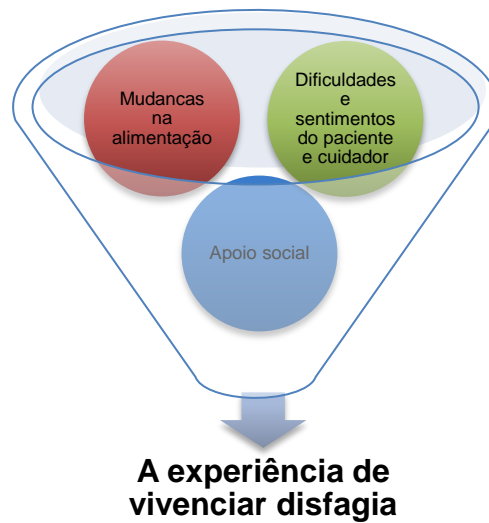 Mudancas
na
alimentação
Dificuldades
e
sentimentos
do paciente
e cuidador
Apoio social
A experiência de
vivenciar disfagia